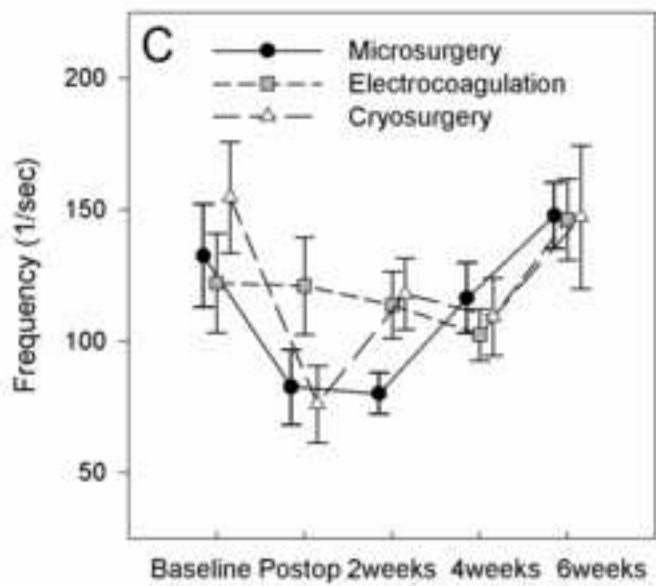 C
Microsurgery
Electrocoagulation
Cryosurgery
Frequency (1/sec)
200
150
100
50
Baseline Postop 2weeks 4weeks 6weeks